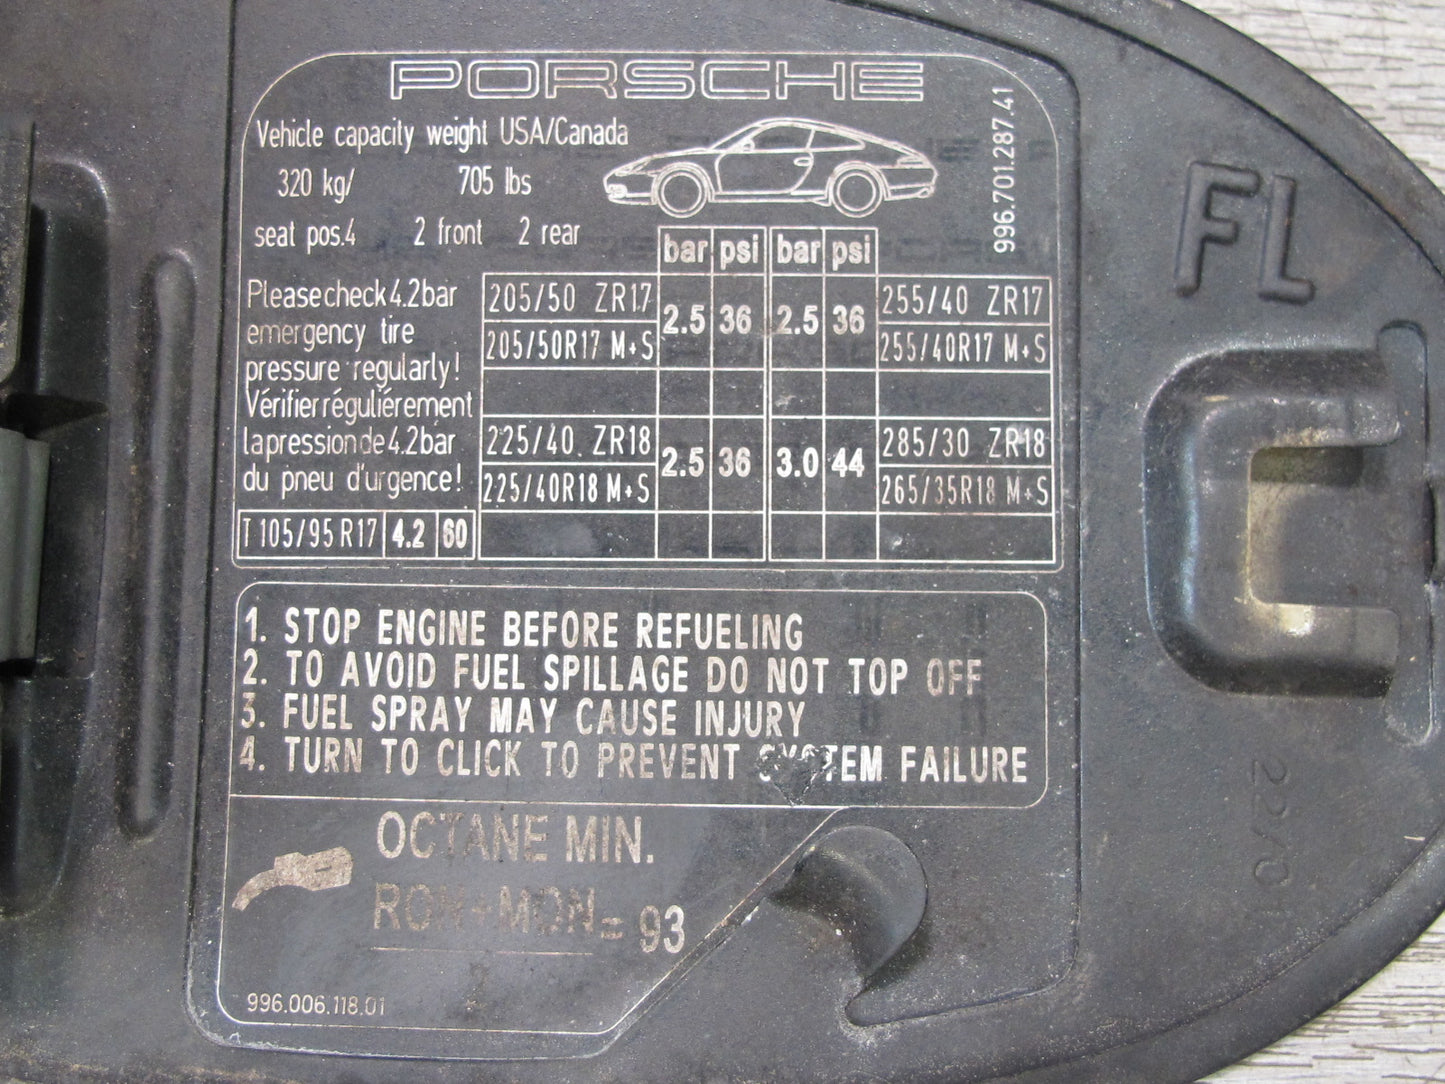 PORSCHE
Vehicle capacity weight USA/Canada
320 kg/ 705 lbs
seat pos.4 2 front 2 rear
996.701.287.41
bar psi bar psi
Please check 4.2bar
emergency tire
pressure regularly!
Vérifier réguliérement
la pression de 4.2bar
du pneu d'urgence!
T 105/95 R17 4.2 60
205/50 ZR17 2.5 36 2.5 36 255/40 ZR17
205/50R17 M+S 255/40R17 M+S
225/40 ZR18 2.5 36 3.0 44 285/30 ZR18
225/40R18 M+S 265/35R18 M+S
1. STOP ENGINE BEFORE REFUELING
2. TO AVOID FUEL SPILLAGE DO NOT TOP OFF
3. FUEL SPRAY MAY CAUSE INJURY
4. TURN TO CLICK TO PREVENT SYSTEM FAILURE
OCTANE MIN.
RON+MON = 93
2
996.006.118.01
FL
22/01